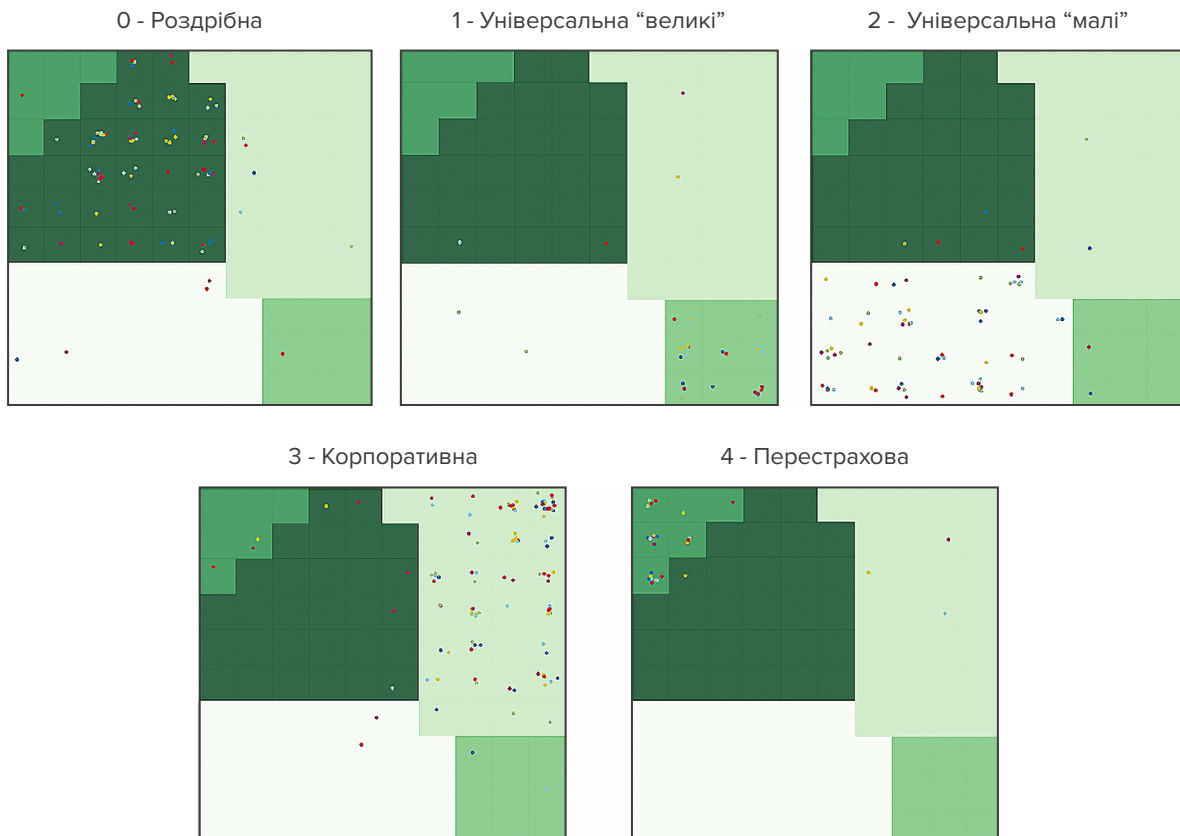 0 - Роздрібна
1 - Універсальна “великі”
2 - Універсальна “малі”
3 - Корпоративна
4 - Перестрахова